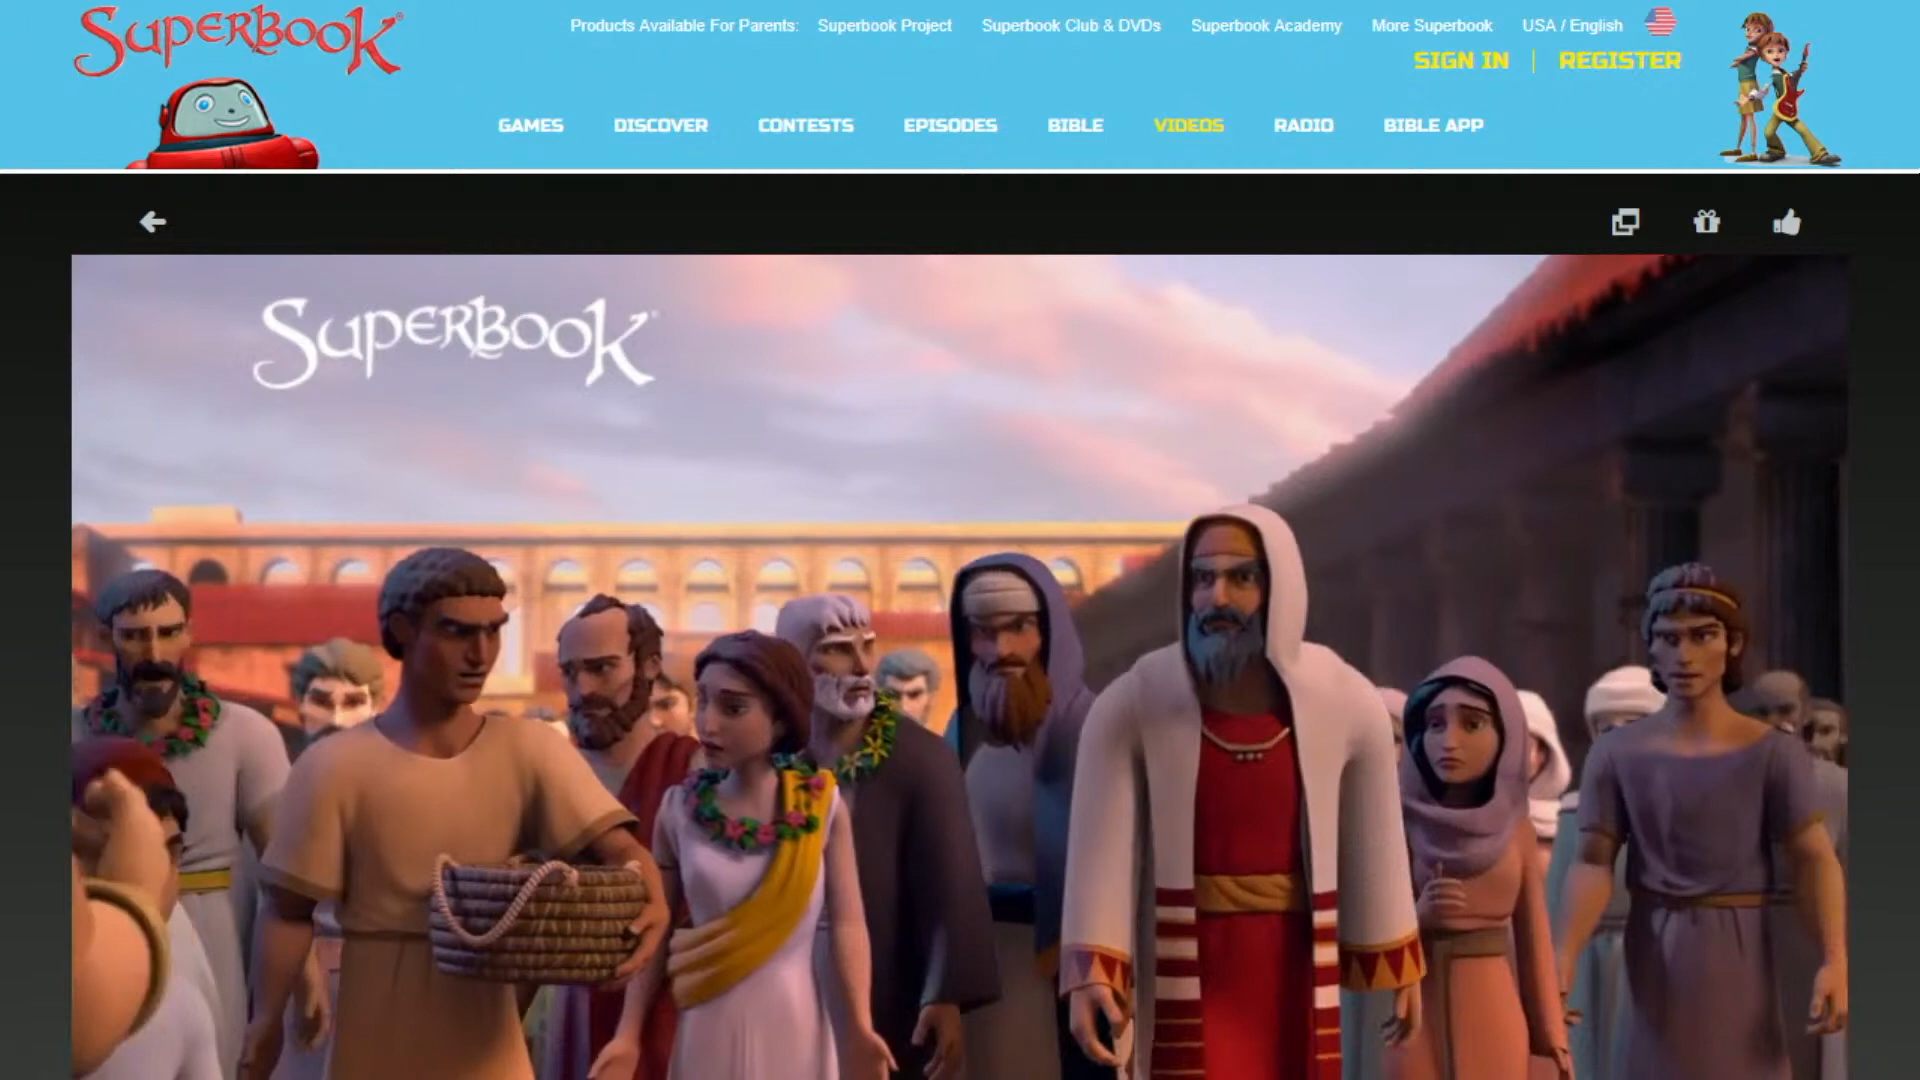 SUPERBOOK®
Products Available For Parents: Superbook Project Superbook Club & DVDs Superbook Academy More Superbook USA / English
SIGN IN | REGISTER
GAMES DISCOVER CONTESTS EPISODES BIBLE VIDEOS RADIO BIBLE APP
SUPERBOOK®